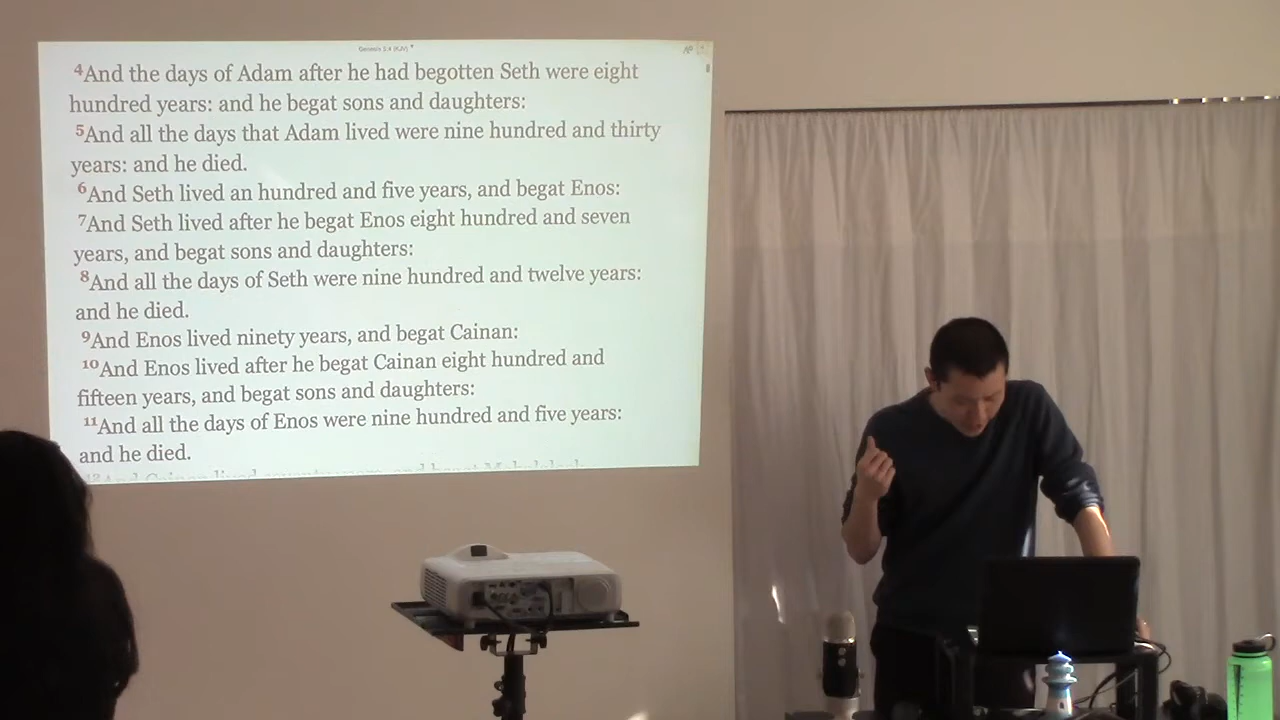 Genesis 5:4 (KJV)
4And the days of Adam after he had begotten Seth were eight
hundred years: and he begat sons and daughters:
5And all the days that Adam lived were nine hundred and thirty
years: and he died.
6And Seth lived an hundred and five years, and begat Enos:
7And Seth lived after he begat Enos eight hundred and seven
years, and begat sons and daughters:
8And all the days of Seth were nine hundred and twelve years:
and he died.
9And Enos lived ninety years, and begat Cainan:
10And Enos lived after he begat Cainan eight hundred and
fifteen years, and begat sons and daughters:
11And all the days of Enos were nine hundred and five years:
and he died.